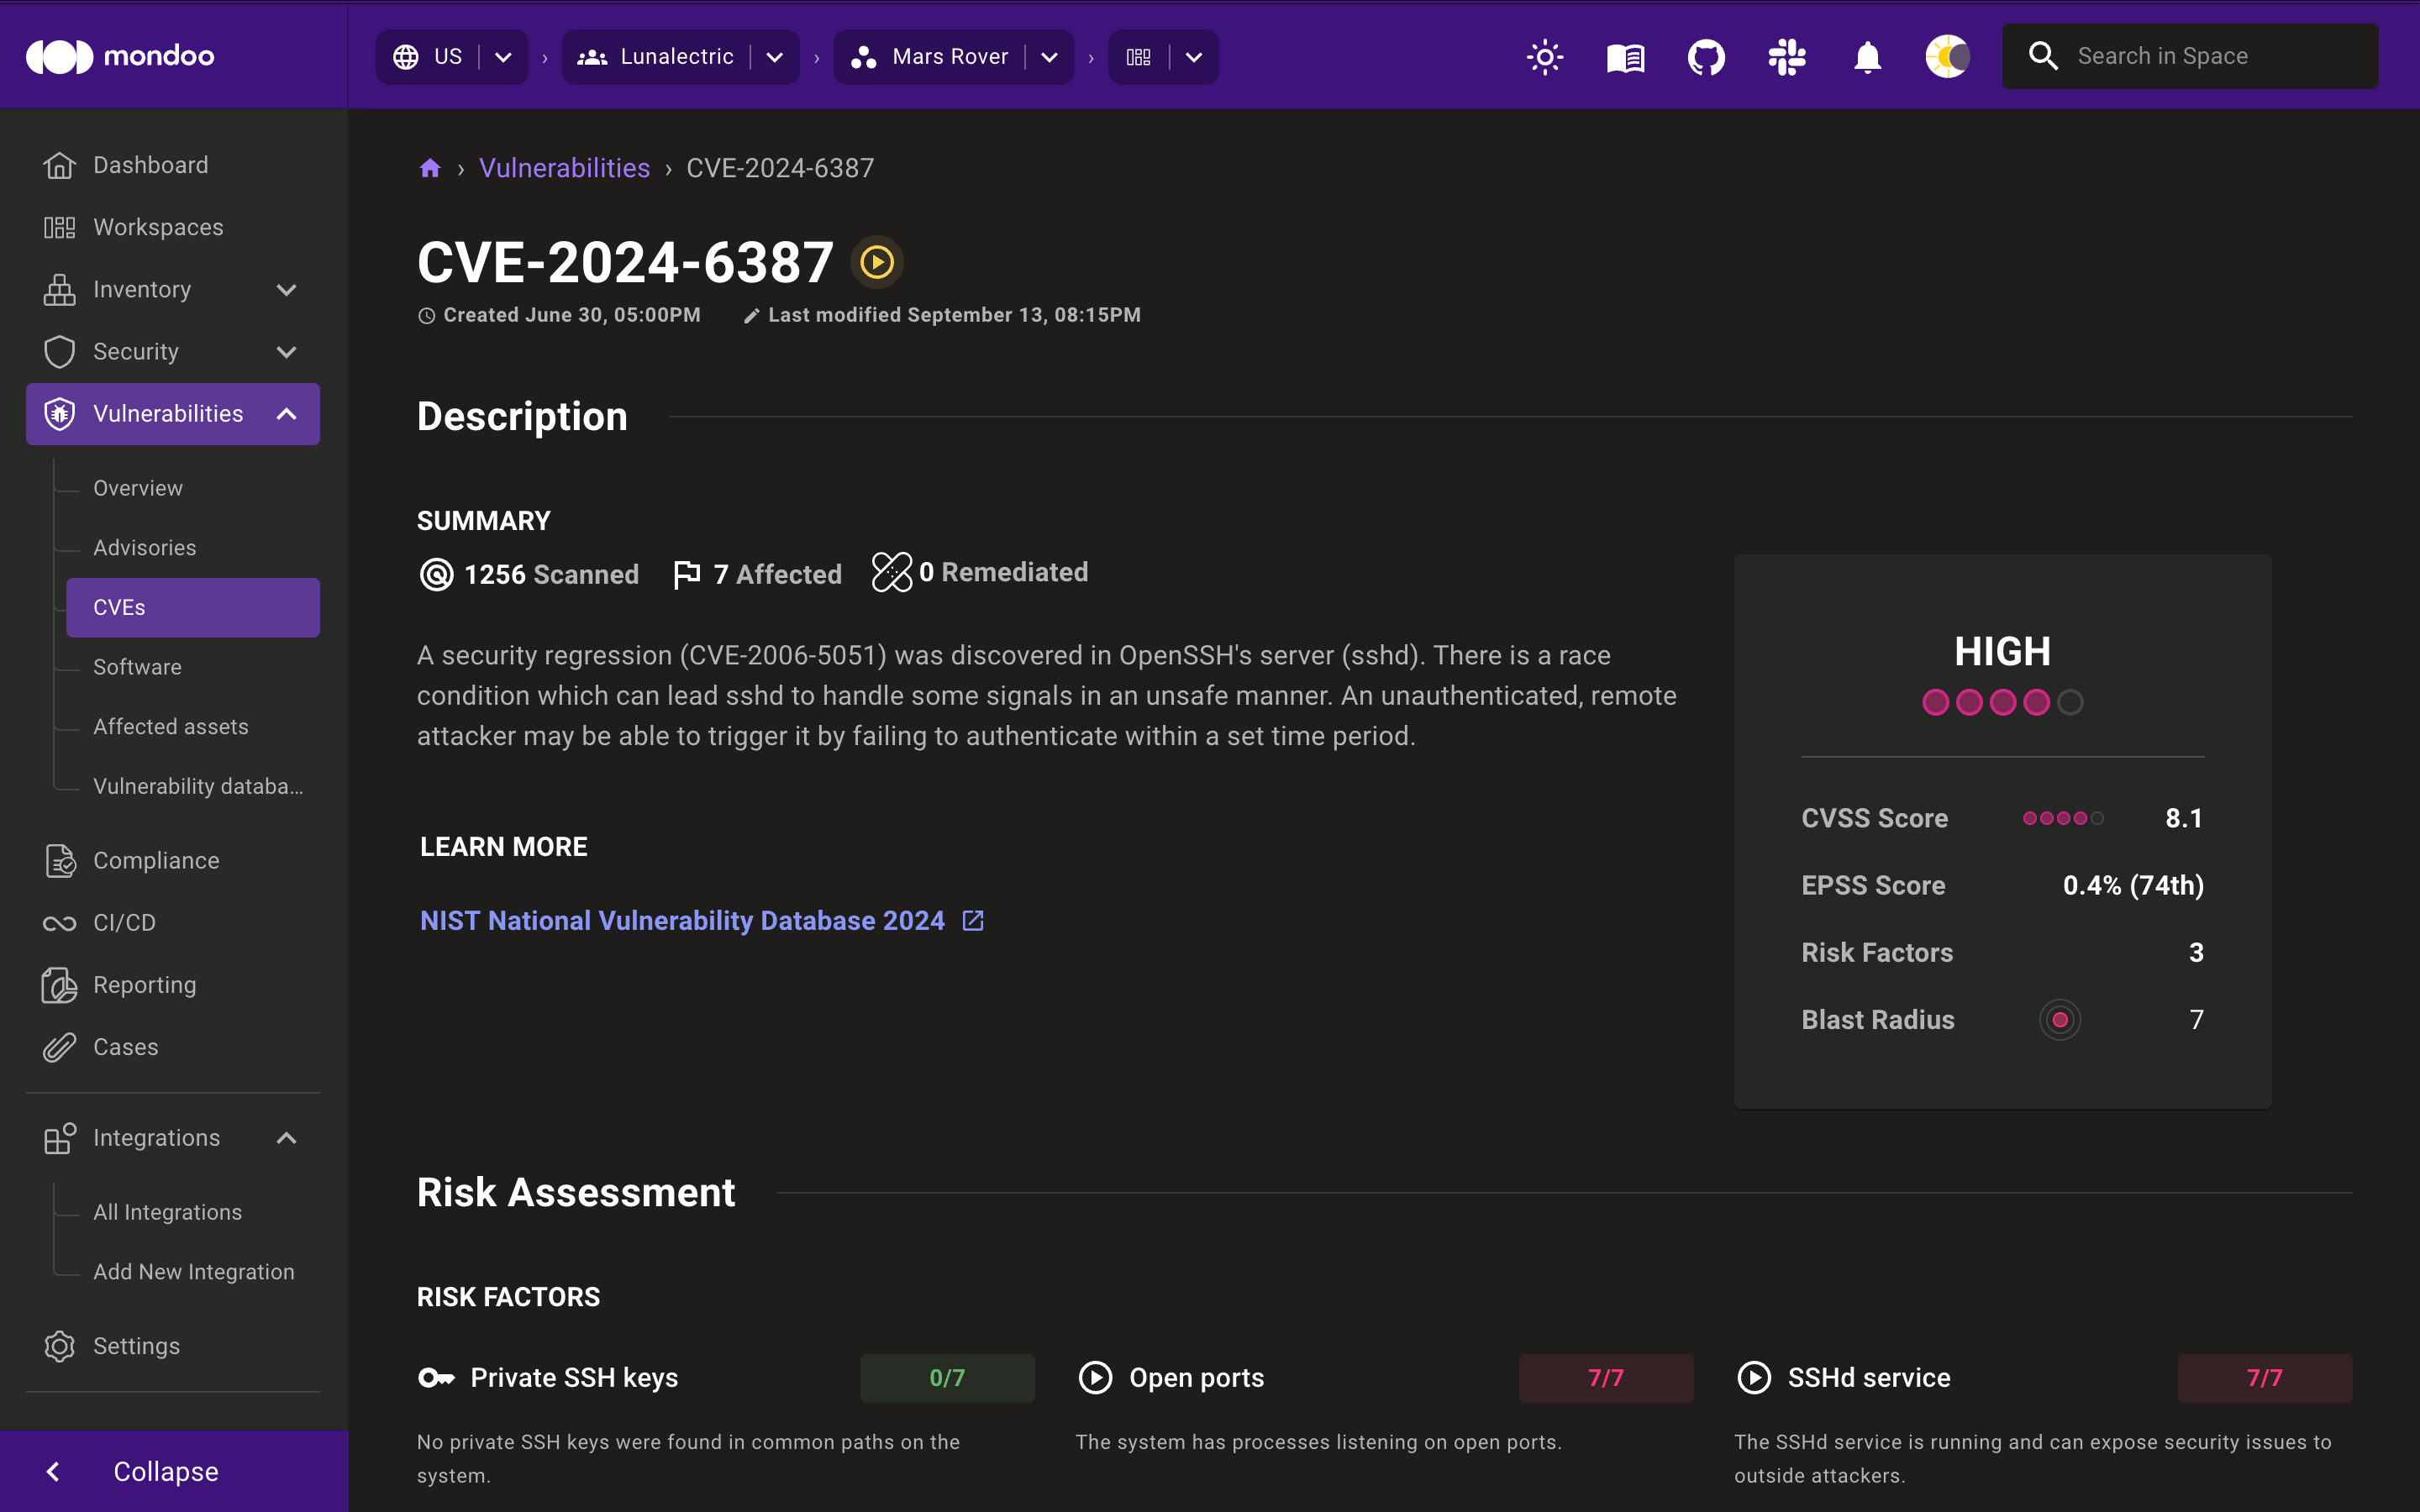 mondoo
US
Lunalectric
Mars Rover
Search in Space
Dashboard
Workspaces
Inventory
Security
Vulnerabilities
Overview
Advisories
CVEs
Software
Affected assets
Vulnerability databa...
Compliance
CI/CD
Reporting
Cases
Integrations
All Integrations
Add New Integration
Settings
Collapse
Vulnerabilities › CVE-2024-6387
CVE-2024-6387
Created June 30, 05:00PM Last modified September 13, 08:15PM
Description
SUMMARY
1256 Scanned 7 Affected 0 Remediated
A security regression (CVE-2006-5051) was discovered in OpenSSH's server (sshd). There is a race
condition which can lead sshd to handle some signals in an unsafe manner. An unauthenticated, remote
attacker may be able to trigger it by failing to authenticate within a set time period.
LEARN MORE
NIST National Vulnerability Database 2024
HIGH
CVSS Score 8.1
EPSS Score 0.4% (74th)
Risk Factors 3
Blast Radius 7
Risk Assessment
RISK FACTORS
Private SSH keys 0/7
No private SSH keys were found in common paths on the
system.
Open ports 7/7
The system has processes listening on open ports.
SSHd service 7/7
The SSHd service is running and can expose security issues to
outside attackers.